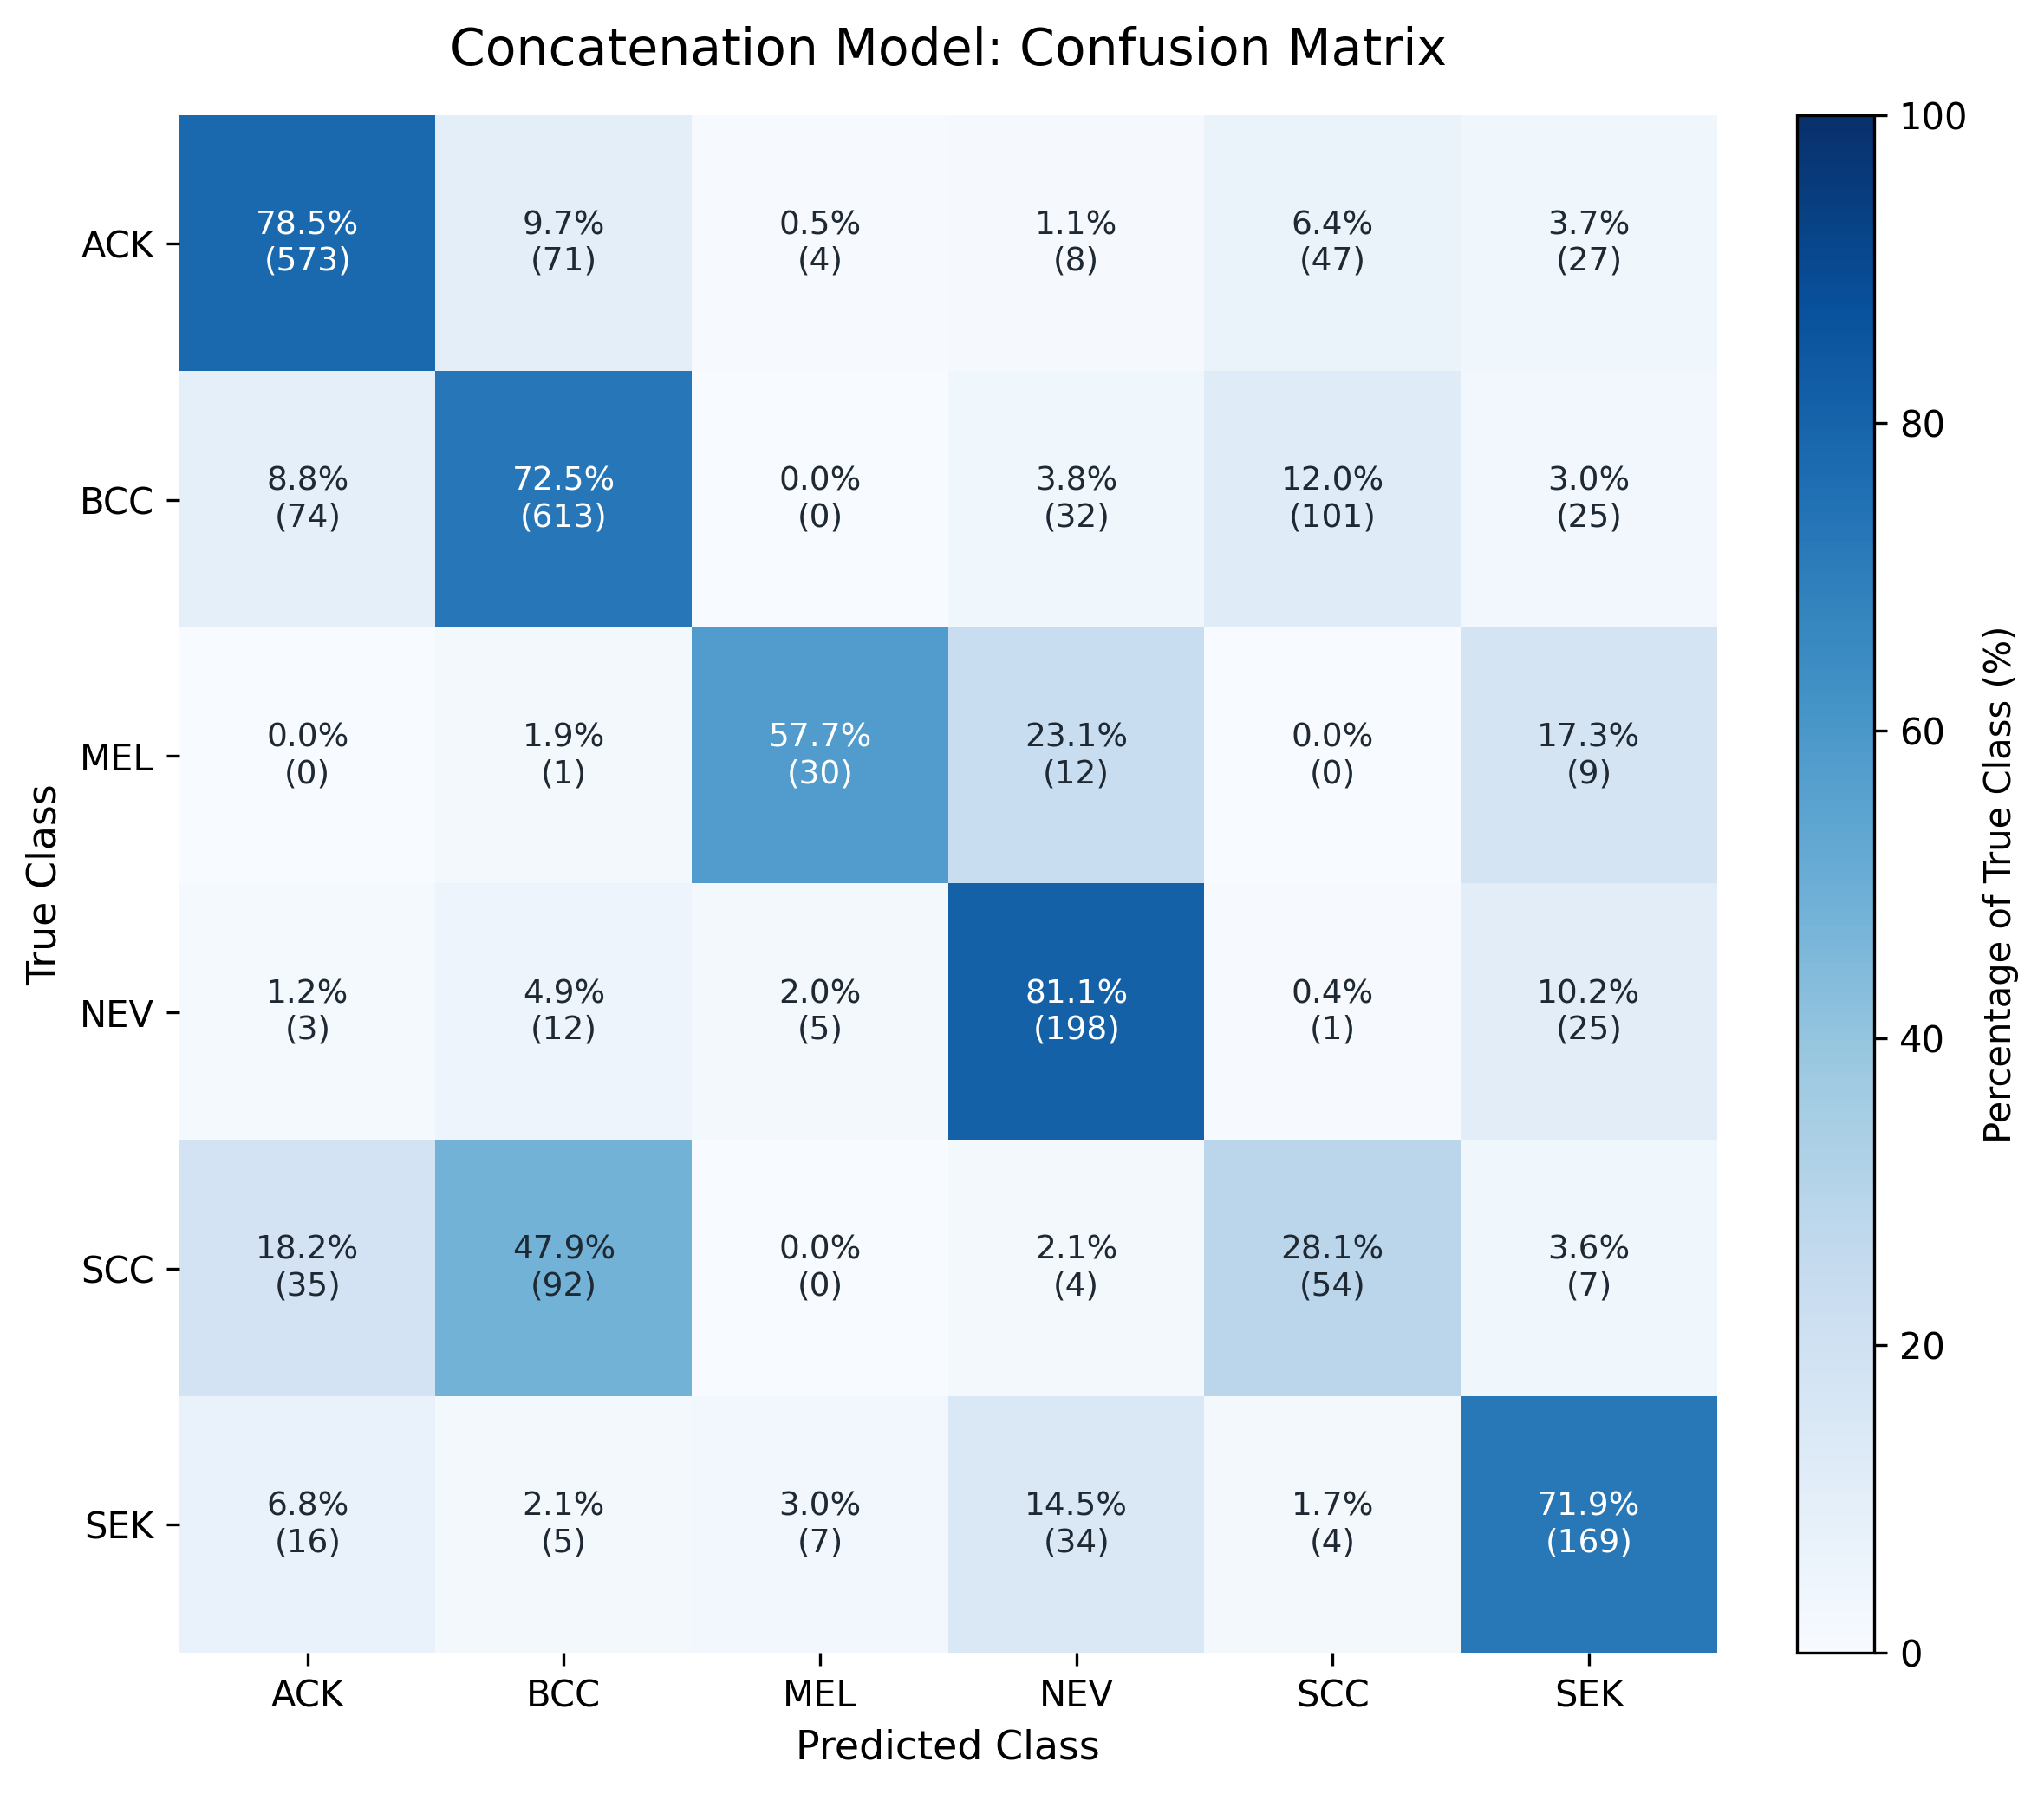 Concatenation Model: Confusion Matrix
True Class
ACK
78.5% 9.7% 0.5% 1.1% 6.4% 3.7%
(573) (71) (4) (8) (47) (27)
BCC
8.8% 72.5% 0.0% 3.8% 12.0% 3.0%
(74) (613) (0) (32) (101) (25)
MEL
0.0% 1.9% 57.7% 23.1% 0.0% 17.3%
(0) (1) (30) (12) (0) (9)
NEV
1.2% 4.9% 2.0% 81.1% 0.4% 10.2%
(3) (12) (5) (198) (1) (25)
SCC
18.2% 47.9% 0.0% 2.1% 28.1% 3.6%
(35) (92) (0) (4) (54) (7)
SEK
6.8% 2.1% 3.0% 14.5% 1.7% 71.9%
(16) (5) (7) (34) (4) (169)
ACK BCC MEL NEV SCC SEK
Predicted Class
100
80
60
40
20
0
Percentage of True Class (%)